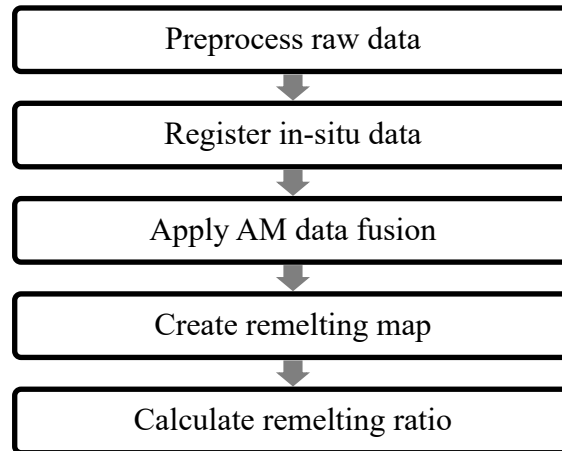 Preprocess raw data
Register in-situ data
Apply AM data fusion
Create remelting map
Calculate remelting ratio